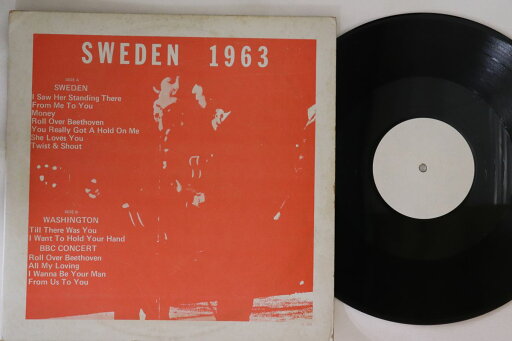 SWEDEN 1963
SIDE A
SWEDEN
I Saw Her Standing There
From Me To You
Money
Roll Over Beethoven
You Really Got A Hold On Me
She Loves You
Twist & Shout
SIDE B
WASHINGTON
Till There Was You
I Want To Hold Your Hand
BBC CONCERT
Roll Over Beethoven
All My Loving
I Wanna Be Your Man
From Us To You